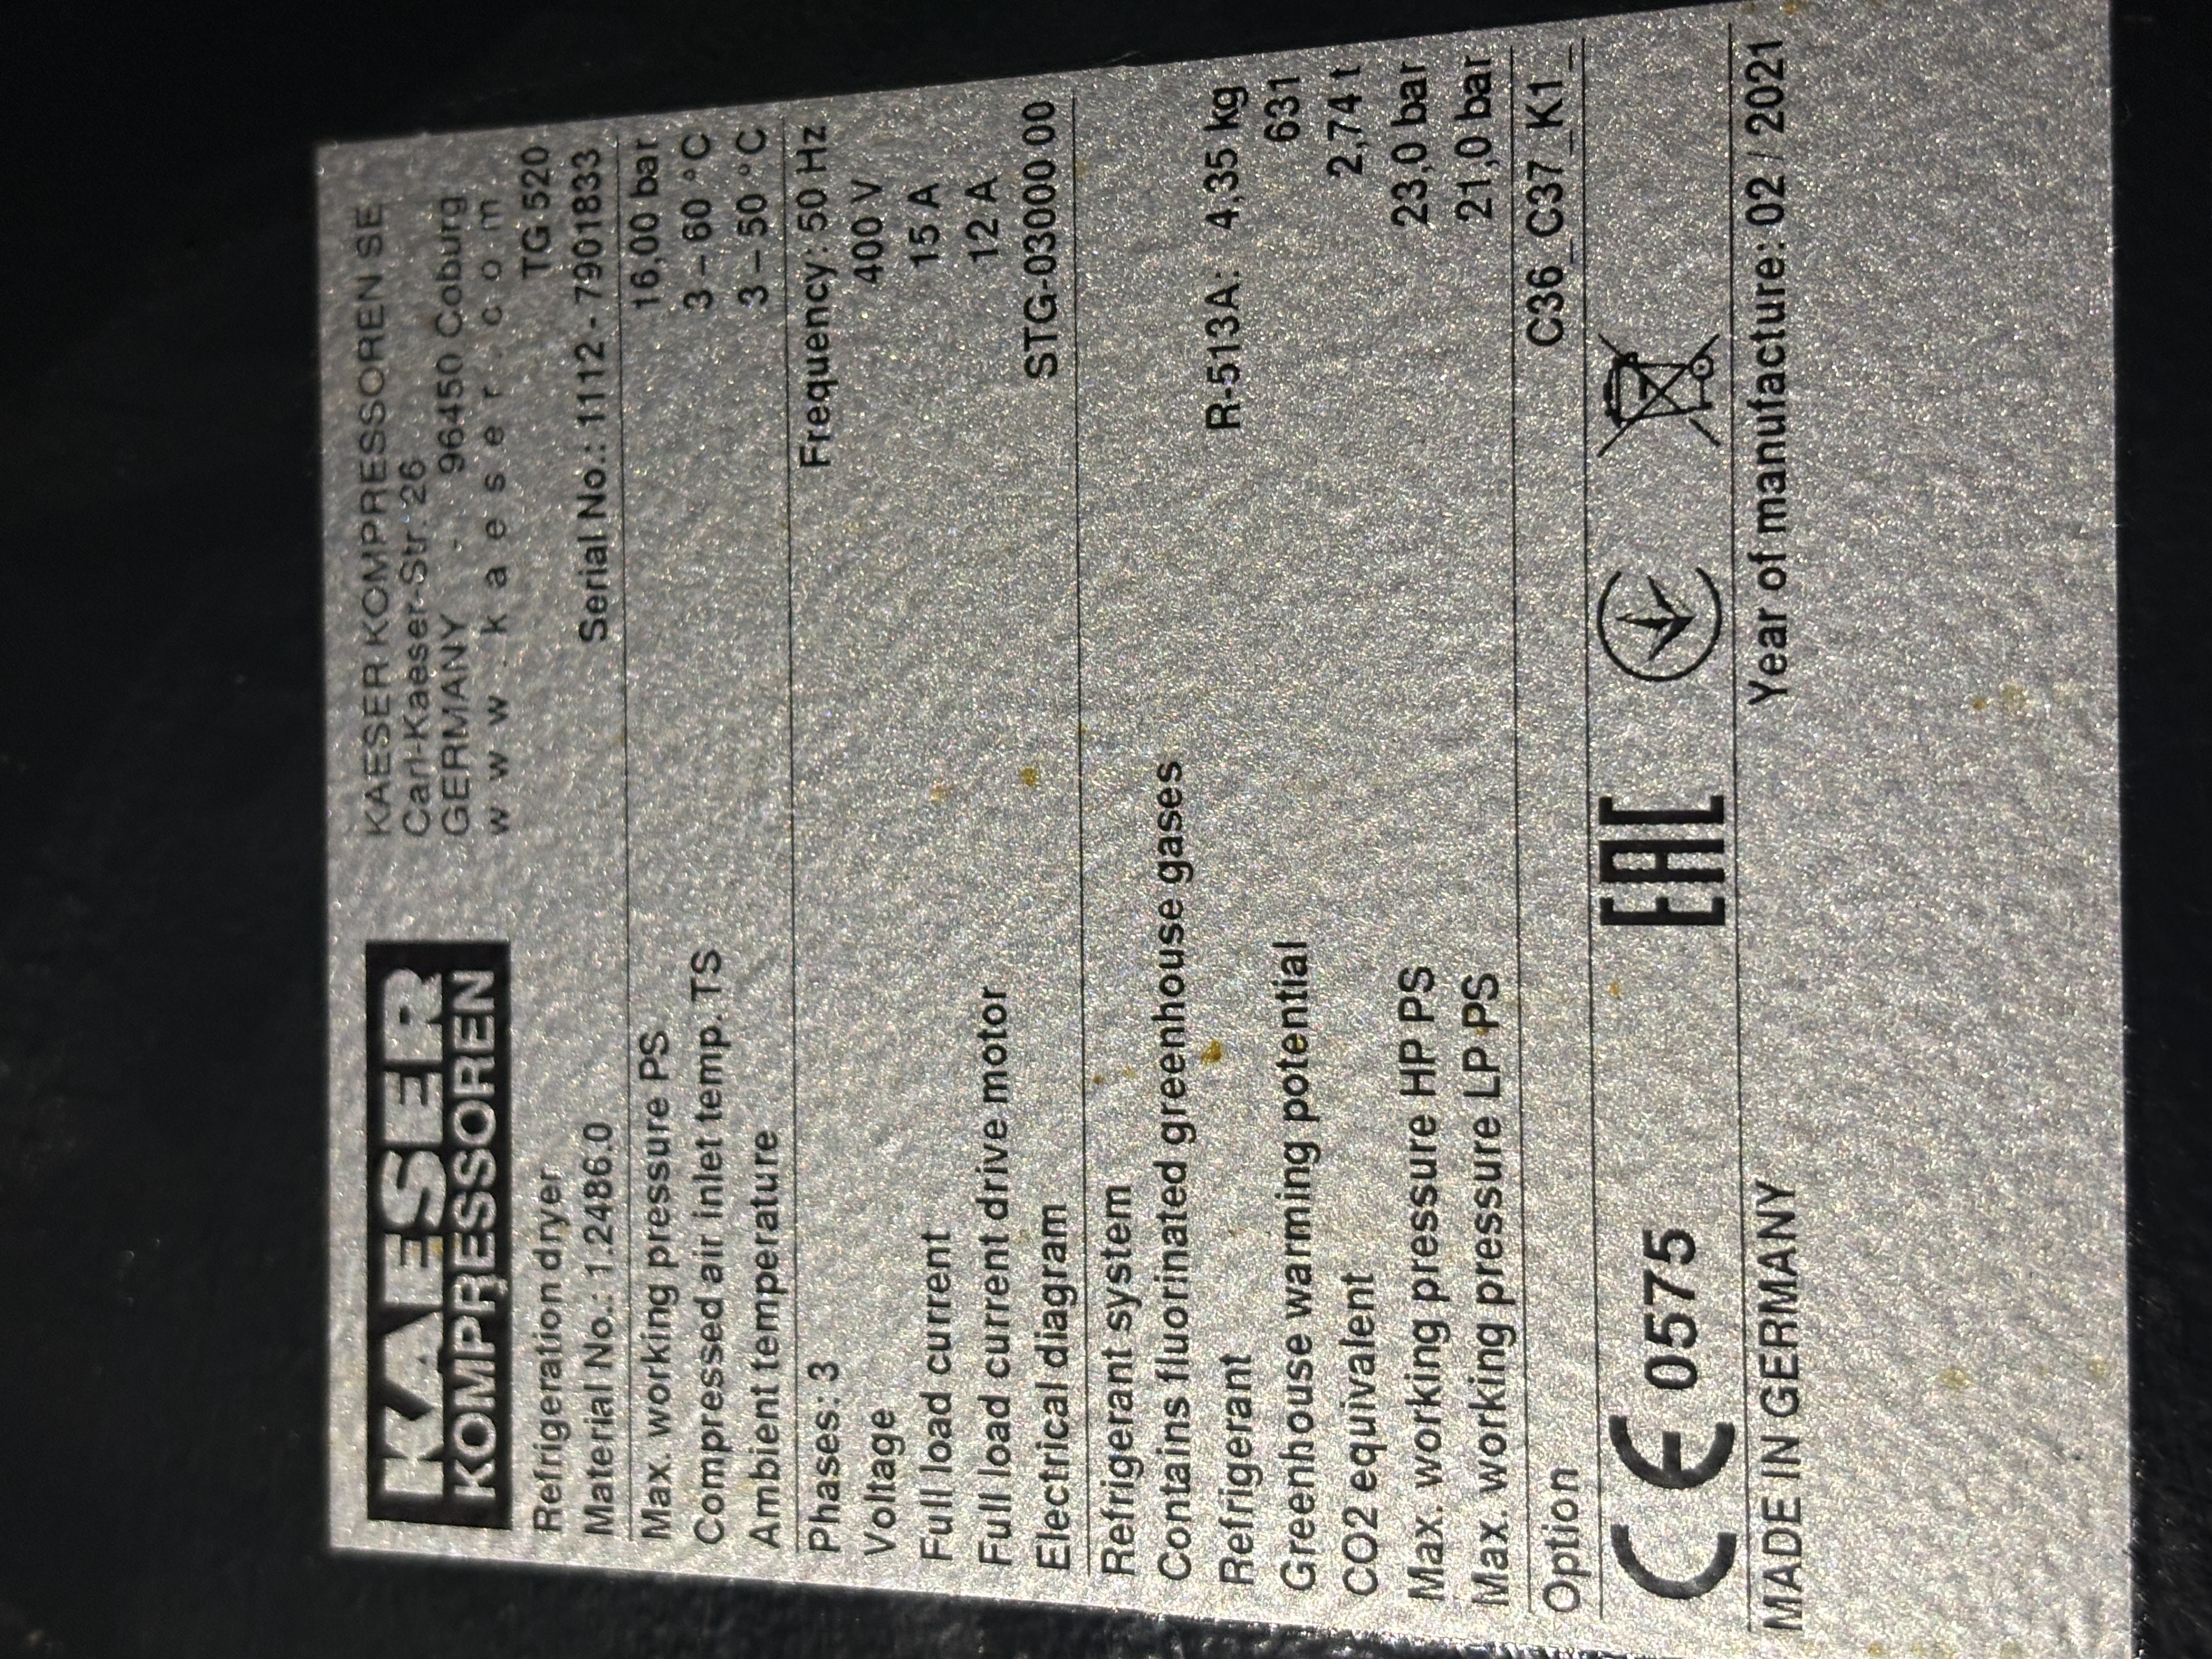 KAESER
KOMPRESSOREN
KAESER KOMPRESSOREN SE
Carl-Kaeser-Str. 26
GERMANY - 96450 Coburg
www.kaeser.com
Refrigeration dryer TG 520
Material No.: 1.2486.0 Serial No.: 1112 - 7901833
Max. working pressure PS 16,00 bar
Compressed air inlet temp. TS 3 – 60 °C
Ambient temperature 3 – 50 °C
Phases: 3 Frequency: 50 Hz
Voltage 400 V
Full load current 15 A
Full load current drive motor 12 A
Electrical diagram STG-03000 00
Refrigerant system
Contains fluorinated greenhouse gases
Refrigerant R-513A: 4,35 kg
Greenhouse warming potential 631
CO2 equivalent 2,74 t
Max. working pressure HP PS 23,0 bar
Max. working pressure LP PS 21,0 bar
Option C36_C37_K1_
CE 0575 EAC
MADE IN GERMANY Year of manufacture: 02 / 2021